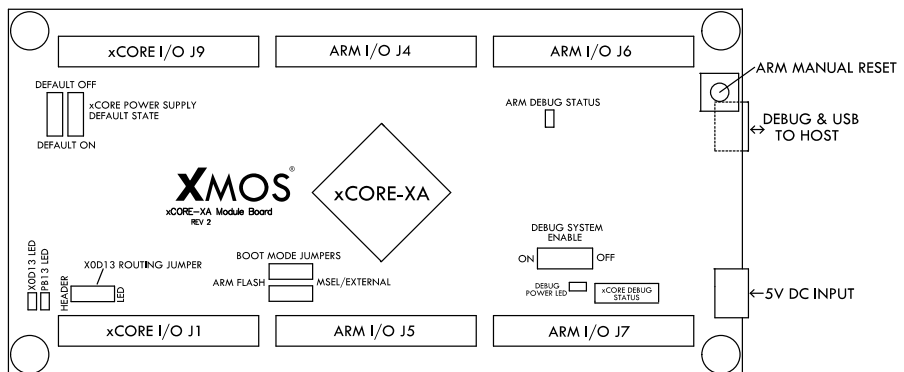 xCORE I/O J9
ARM I/O J4
ARM I/O J6
ARM MANUAL RESET
DEFAULT OFF
xCORE POWER SUPPLY
DEFAULT STATE
DEFAULT ON
ARM DEBUG STATUS
DEBUG & USB
TO HOST
XMOS®
xCORE-XA Module Board
REV 2
xCORE-XA
DEBUG SYSTEM
ENABLE
ON
OFF
BOOT MODE JUMPERS
ARM FLASH
MSEL/EXTERNAL
X0D13 LED
PB13 LED
X0D13 ROUTING JUMPER
HEADER
LED
DEBUG
POWER LED
xCORE DEBUG
STATUS
5V DC INPUT
xCORE I/O J1
ARM I/O J5
ARM I/O J7